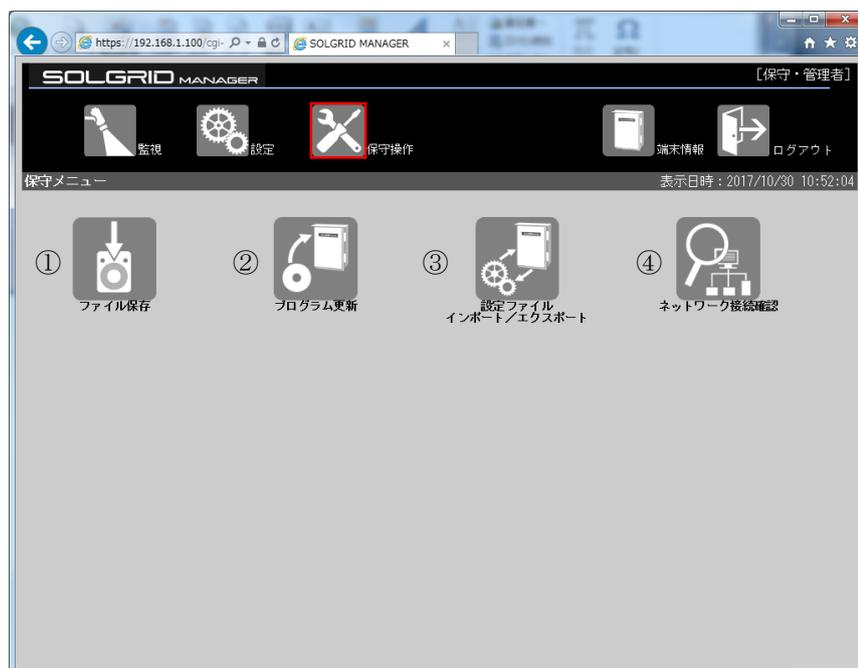 https://192.168.1.100/cgi-
SOLGRID MANAGER
SOLGRID MANAGER
[保守・管理者]
監視
設定
保守操作
端末情報
ログアウト
保守メニュー
表示日時:2017/10/30 10:52:04
① ② ③ ④
ファイル保存
プログラム更新
設定ファイル
インポート/エクスポート
ネットワーク接続確認